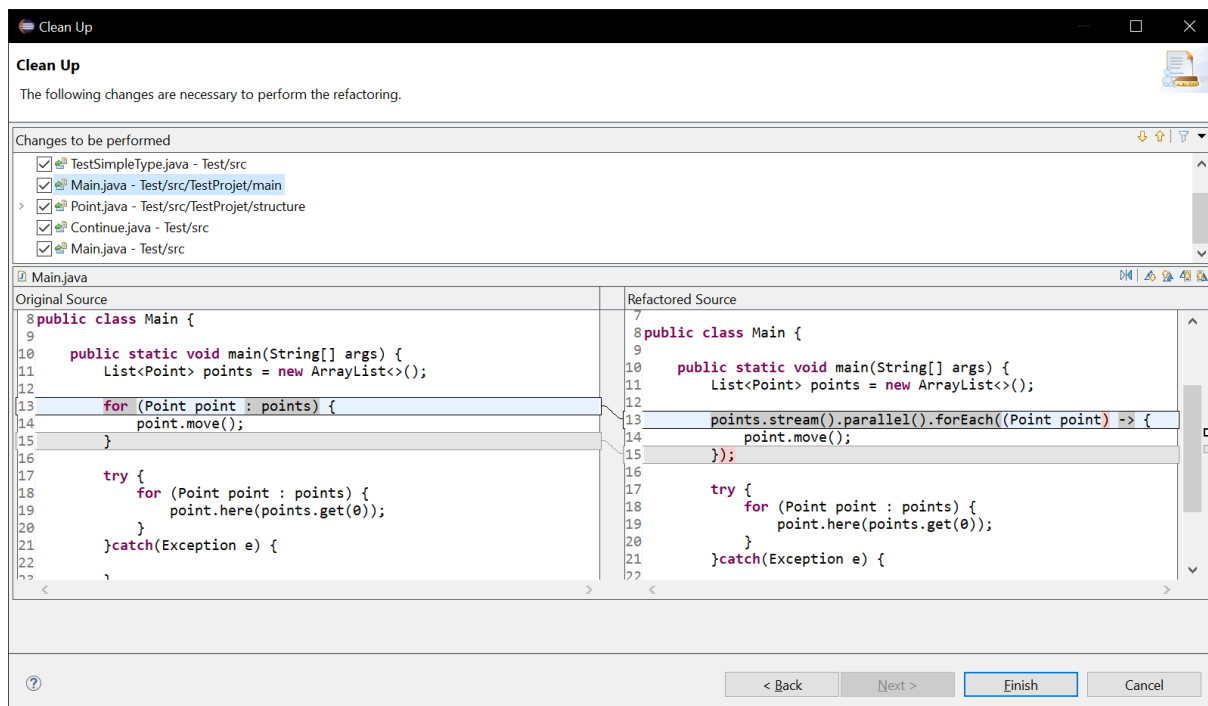 Clean Up
Clean Up
The following changes are necessary to perform the refactoring.
Changes to be performed
TestSimpleType.java - Test/src
Main.java - Test/src/TestProjet/main
Point.java - Test/src/TestProjet/structure
Continue.java - Test/src
Main.java - Test/src
Main.java
Original Source
8 public class Main {
9
10 public static void main(String[] args) {
11 List<Point> points = new ArrayList<>();
12
13 for (Point point : points) {
14 point.move();
15 }
16
17 try {
18 for (Point point : points) {
19 point.here(points.get(0));
20 }
21 }catch(Exception e) {
22
23 }
Refactored Source
7
8 public class Main {
9
10 public static void main(String[] args) {
11 List<Point> points = new ArrayList<>();
12
13 points.stream().parallel().forEach((Point point) -> {
14 point.move();
15 });
16
17 try {
18 for (Point point : points) {
19 point.here(points.get(0));
20 }
21 }catch(Exception e) {
22
< Back
Next >
Finish
Cancel